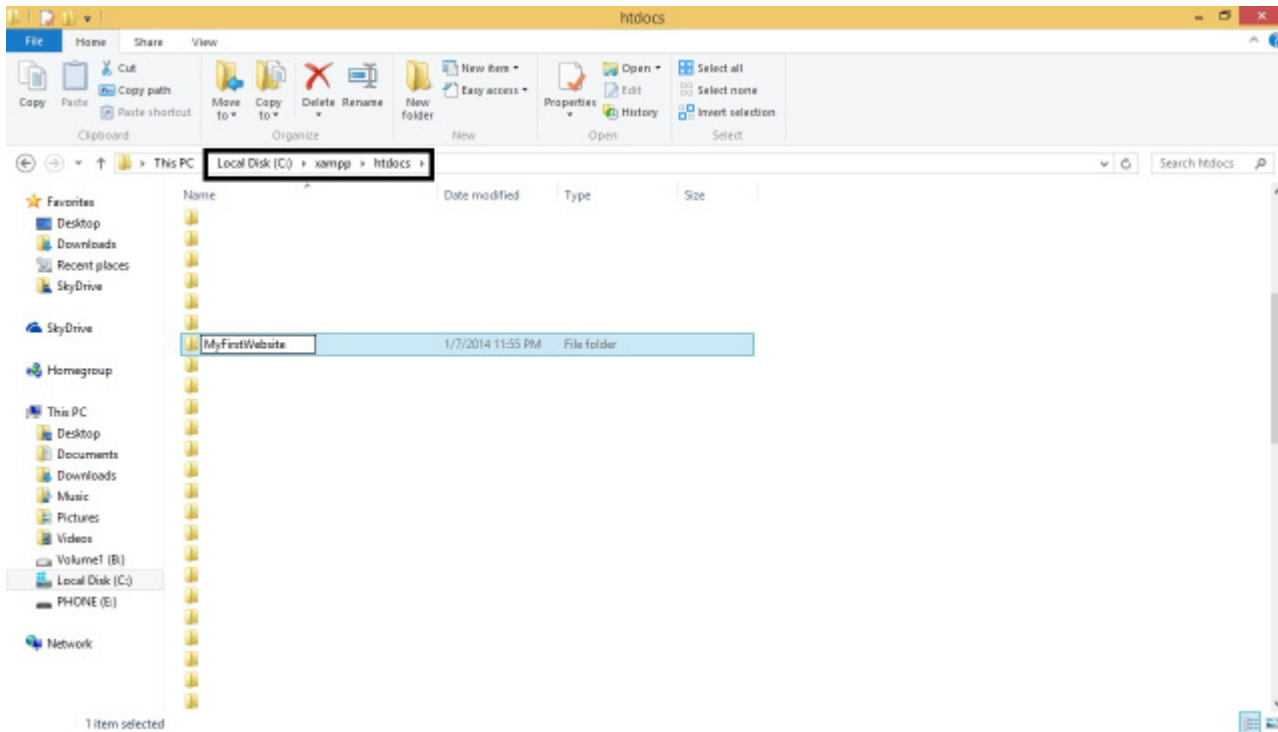 htdocs
File Home Share View
Copy Paste Cut Copy path Paste shortcut Move to Copy to Delete Rename New folder New item Easy access Properties Open Edit History Select all Select none Invert selection
Clipboard Organize New Open Select
This PC Local Disk (C:) xampp htdocs Search htdocs
Name Date modified Type Size
Favorites
Desktop
Downloads
Recent places
SkyDrive
SkyDrive
MyFirstWebsite 1/7/2014 11:55 PM File folder
Homegroup
This PC
Desktop
Documents
Downloads
Music
Pictures
Videos
Volume1 (B:)
Local Disk (C:)
PHONE (E:)
Network
1 item selected